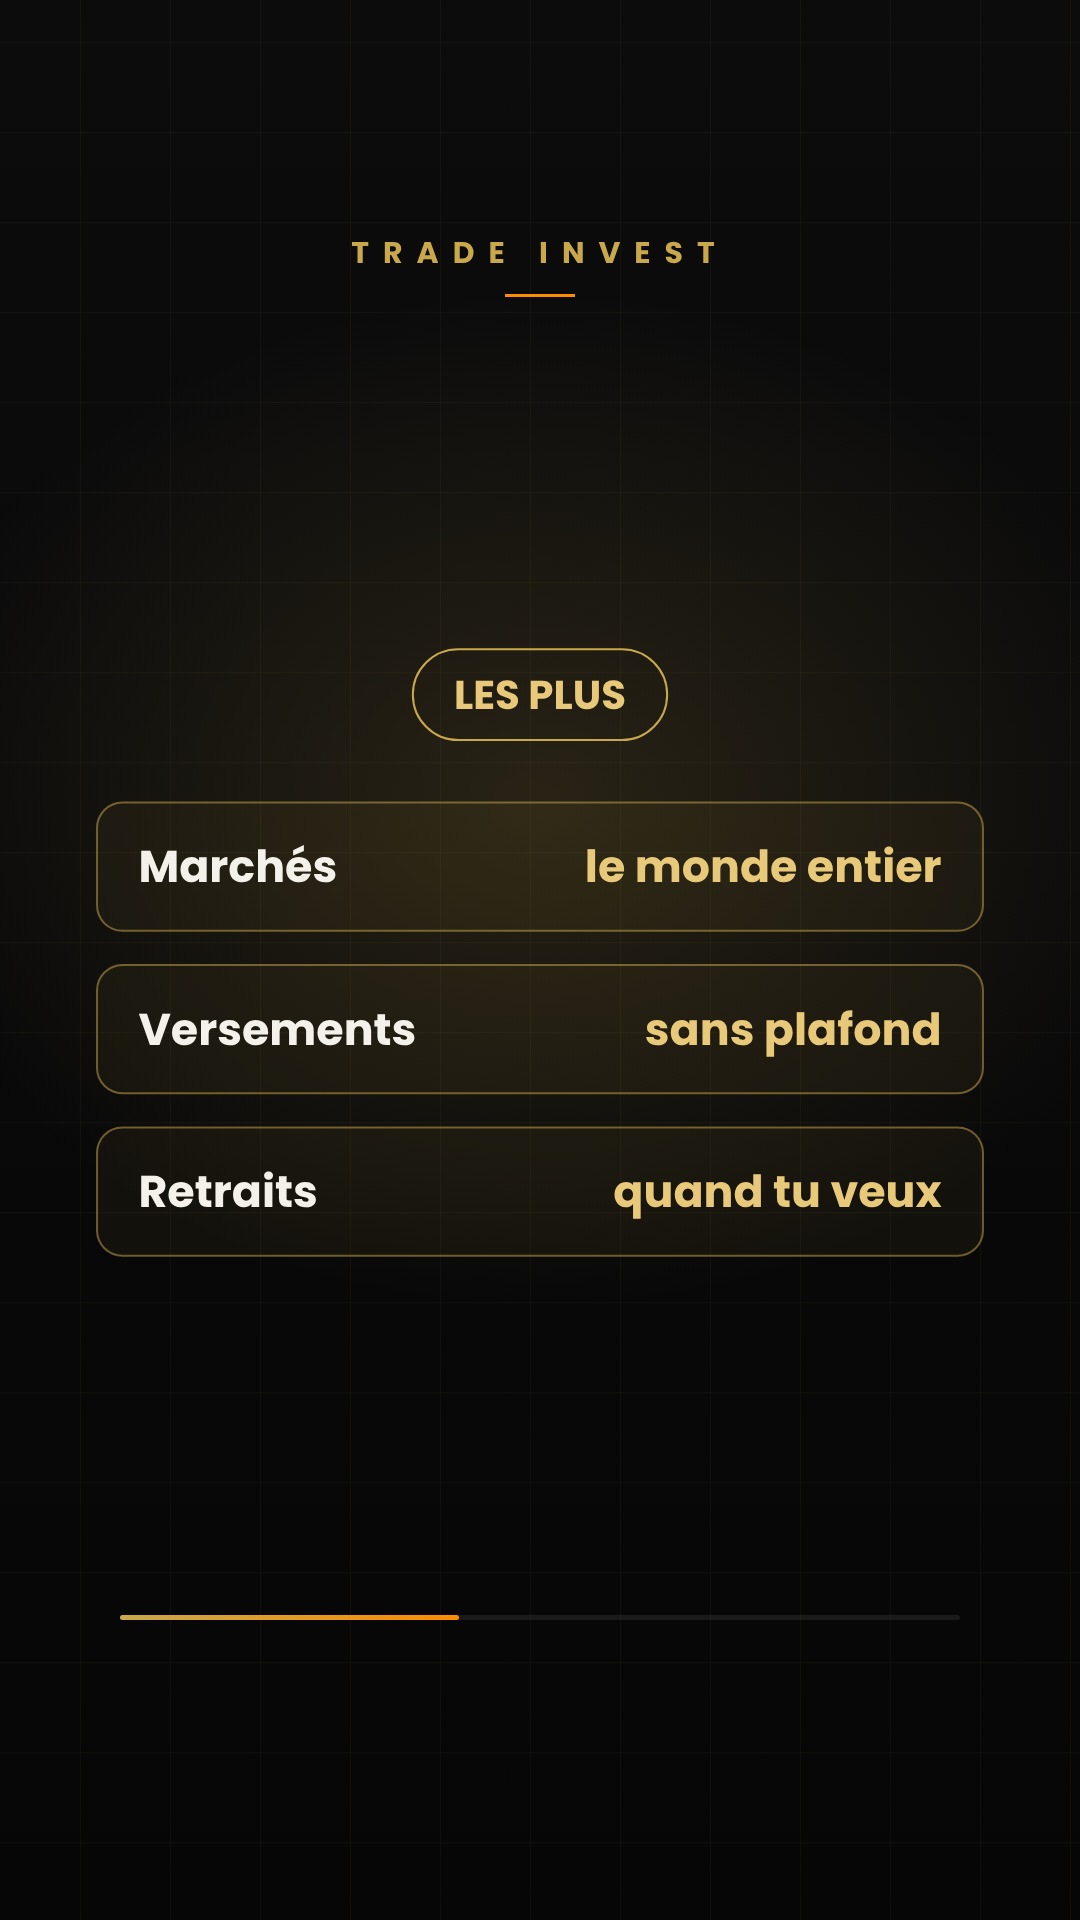 TRADE INVEST
LES PLUS
Marchés le monde entier
Versements sans plafond
Retraits quand tu veux